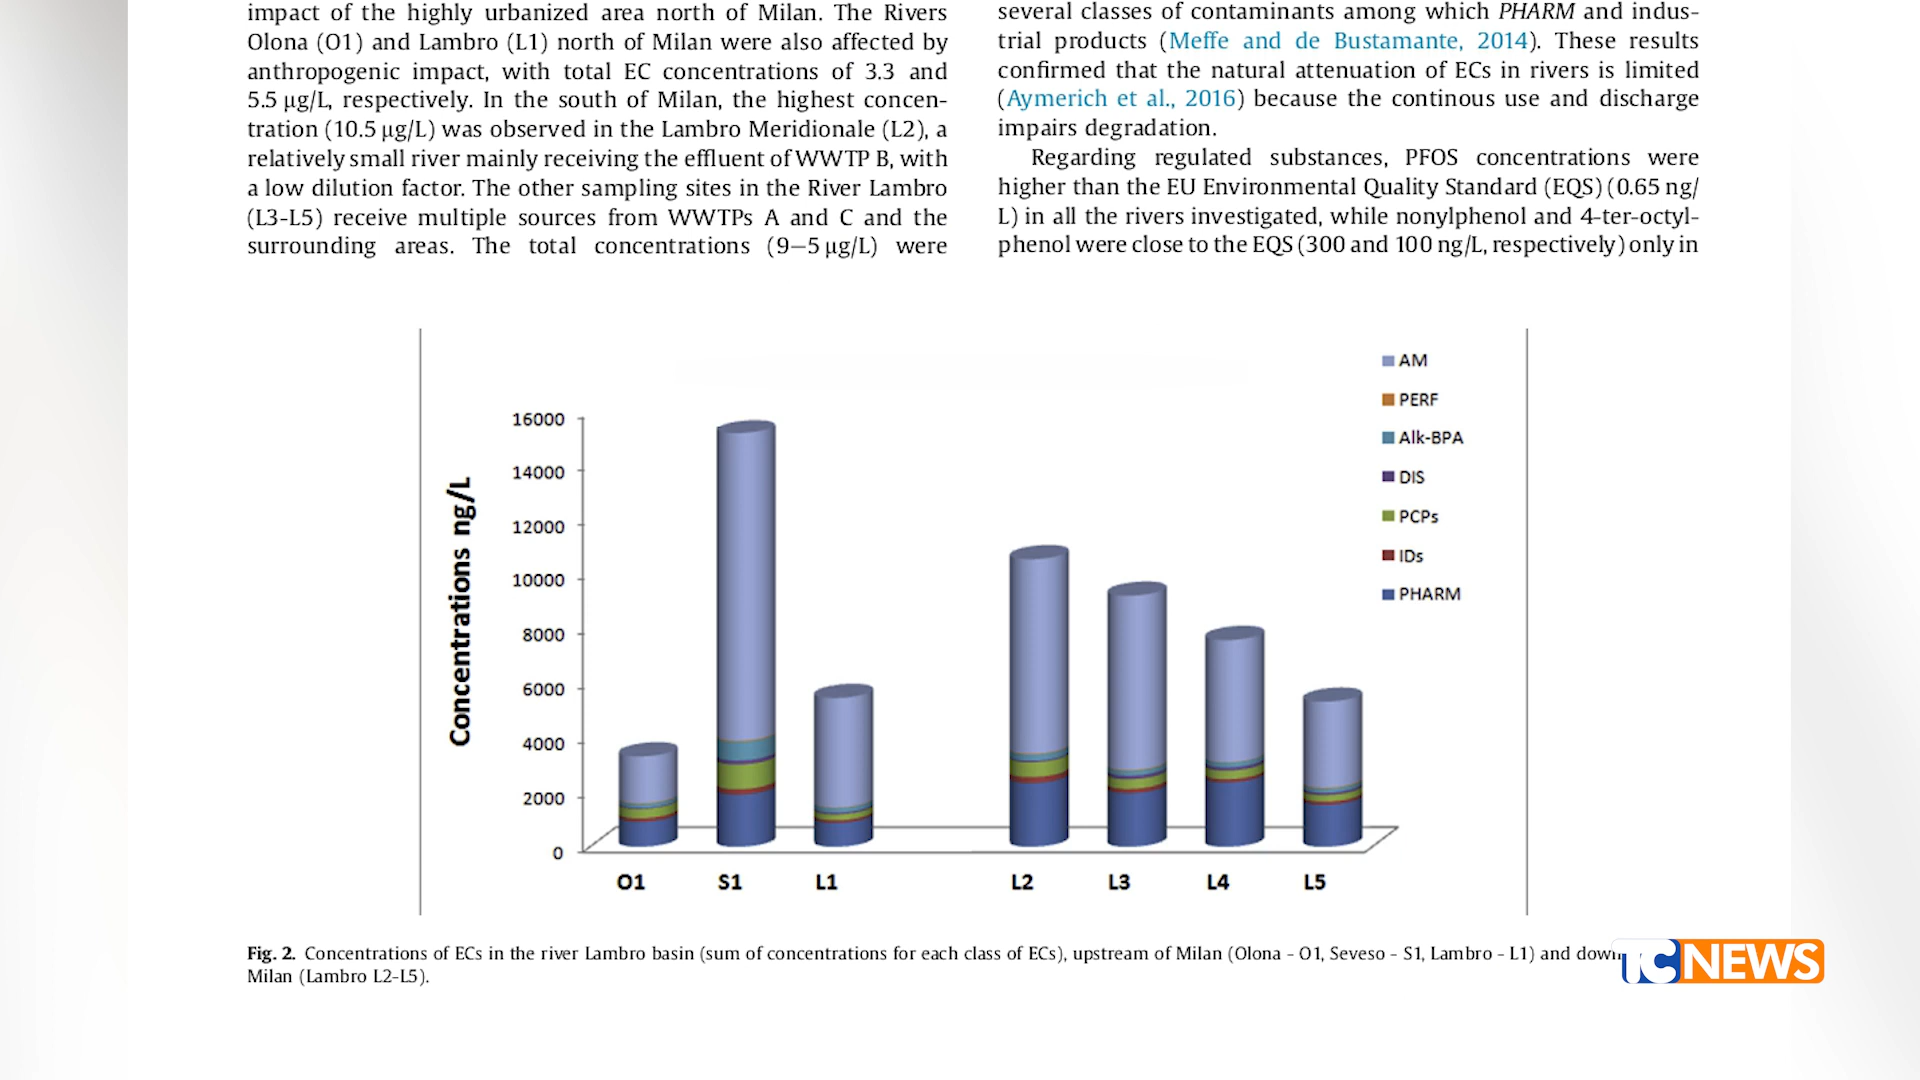 impact of the highly urbanized area north of Milan. The Rivers
Olona (O1) and Lambro (L1) north of Milan were also affected by
anthropogenic impact, with total EC concentrations of 3.3 and
5.5 μg/L, respectively. In the south of Milan, the highest concen-
tration (10.5 μg/L) was observed in the Lambro Meridionale (L2), a
relatively small river mainly receiving the effluent of WWTP B, with
a low dilution factor. The other sampling sites in the River Lambro
(L3-L5) receive multiple sources from WWTPs A and C and the
surrounding areas. The total concentrations (9–5 μg/L) were
several classes of contaminants among which PHARM and indus-
trial products (Meffe and de Bustamante, 2014). These results
confirmed that the natural attenuation of ECs in rivers is limited
(Aymerich et al., 2016) because the continous use and discharge
impairs degradation.
Regarding regulated substances, PFOS concentrations were
higher than the EU Environmental Quality Standard (EQS) (0.65 ng/
L) in all the rivers investigated, while nonylphenol and 4-ter-octyl-
phenol were close to the EQS (300 and 100 ng/L, respectively) only in
Concentrations ng/L
16000
14000
12000
10000
8000
6000
4000
2000
0
O1 S1 L1 L2 L3 L4 L5
AM
PERF
Alk-BPA
DIS
PCPs
IDs
PHARM
Fig. 2. Concentrations of ECs in the river Lambro basin (sum of concentrations for each class of ECs), upstream of Milan (Olona - O1, Seveso - S1, Lambro - L1) and
Milan (Lambro L2-L5).
TC NEWS